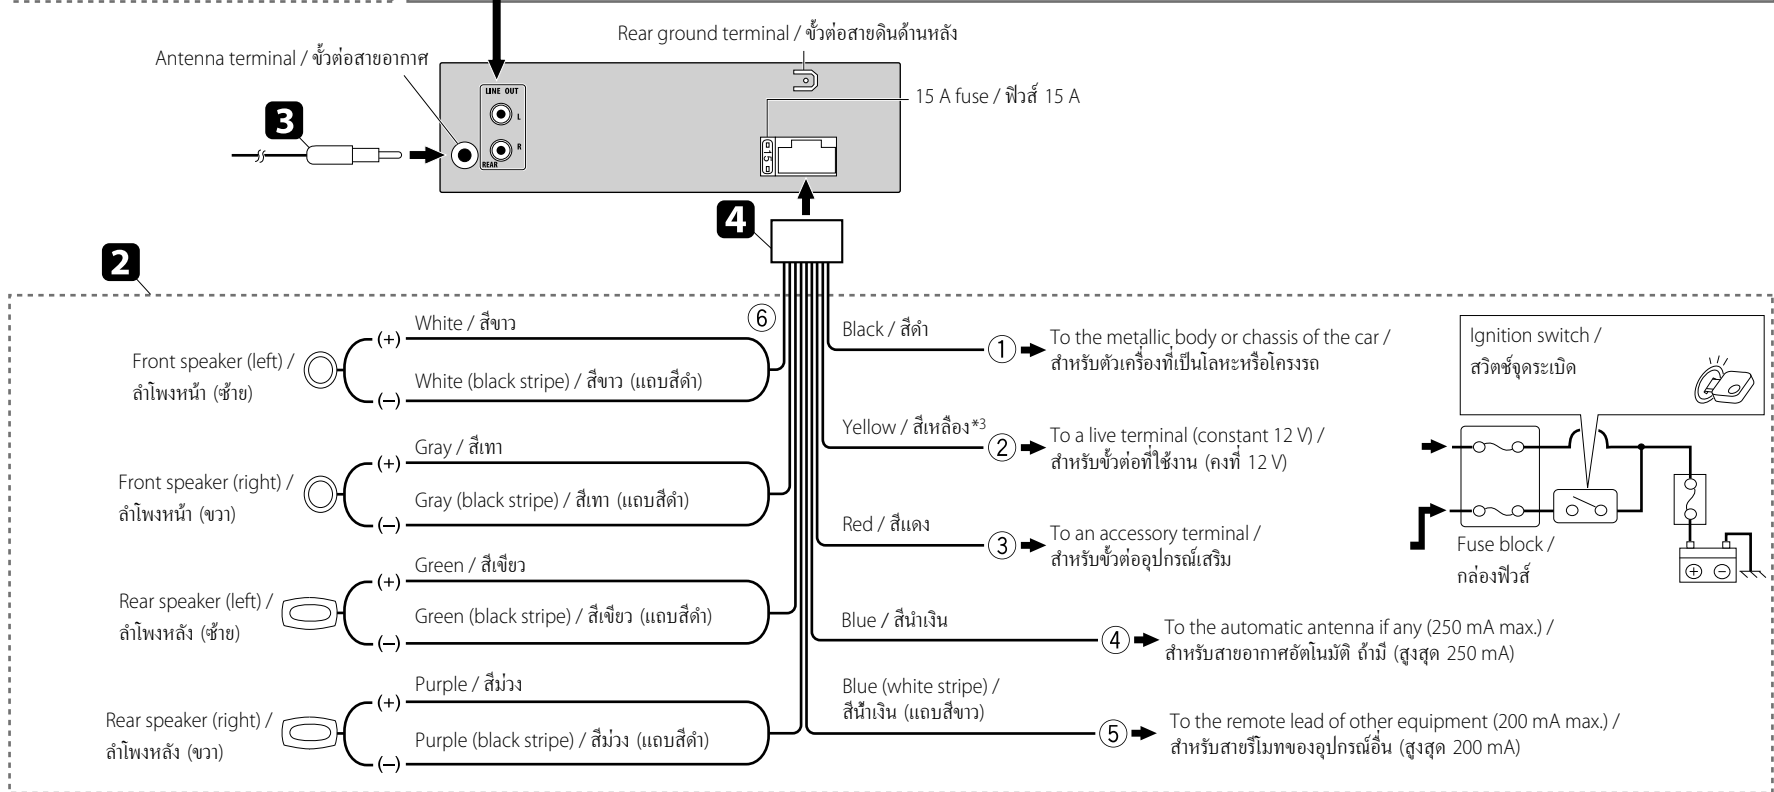 Rear ground terminal / ขั้วต่อสายดินด้านหลัง
Antenna terminal / ขั้วต่อสายอากาศ
LINE OUT
L
R
REAR
15
15 A fuse / ฟิวส์ 15 A
3
4
2
6
White / สีขาว
(+)
Front speaker (left) /
ลำโพงหน้า (ซ้าย)
White (black stripe) / สีขาว (แถบสีดำ)
(–)
Gray / สีเทา
(+)
Front speaker (right) /
ลำโพงหน้า (ขวา)
Gray (black stripe) / สีเทา (แถบสีดำ)
(–)
Green / สีเขียว
(+)
Rear speaker (left) /
ลำโพงหลัง (ซ้าย)
Green (black stripe) / สีเขียว (แถบสีดำ)
(–)
Purple / สีม่วง
(+)
Rear speaker (right) /
ลำโพงหลัง (ขวา)
Purple (black stripe) / สีม่วง (แถบสีดำ)
(–)
Black / สีดำ
1
To the metallic body or chassis of the car /
สำหรับตัวเครื่องที่เป็นโลหะหรือโครงรถ
Yellow / สีเหลือง*3
2
To a live terminal (constant 12 V) /
สำหรับขั้วต่อที่ใช้งาน (คงที่ 12 V)
Red / สีแดง
3
To an accessory terminal /
สำหรับขั้วต่ออุปกรณ์เสริม
Blue / สีน้ำเงิน
4
To the automatic antenna if any (250 mA max.) /
สำหรับสายอากาศอัตโนมัติ ถ้ามี (สูงสุด 250 mA)
Blue (white stripe) /
สีน้ำเงิน (แถบสีขาว)
5
To the remote lead of other equipment (200 mA max.) /
สำหรับสายรีโมทของอุปกรณ์อื่น (สูงสุด 200 mA)
Ignition switch /
สวิตช์จุดระเบิด
Fuse block /
กล่องฟิวส์
+ –